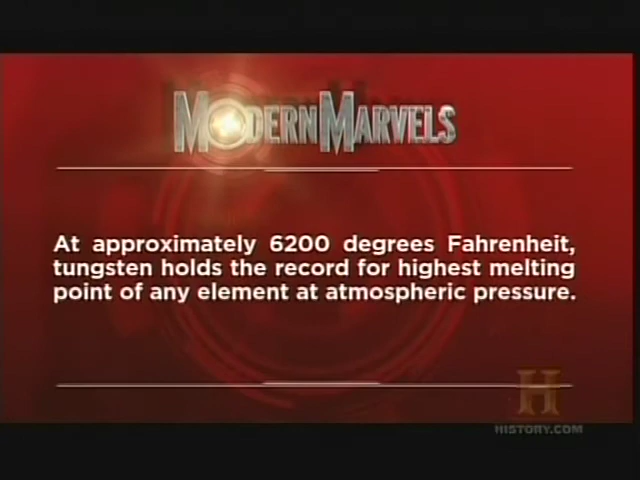 MODERN MARVELS
At approximately 6200 degrees Fahrenheit,
tungsten holds the record for highest melting
point of any element at atmospheric pressure.
H
HISTORY.COM